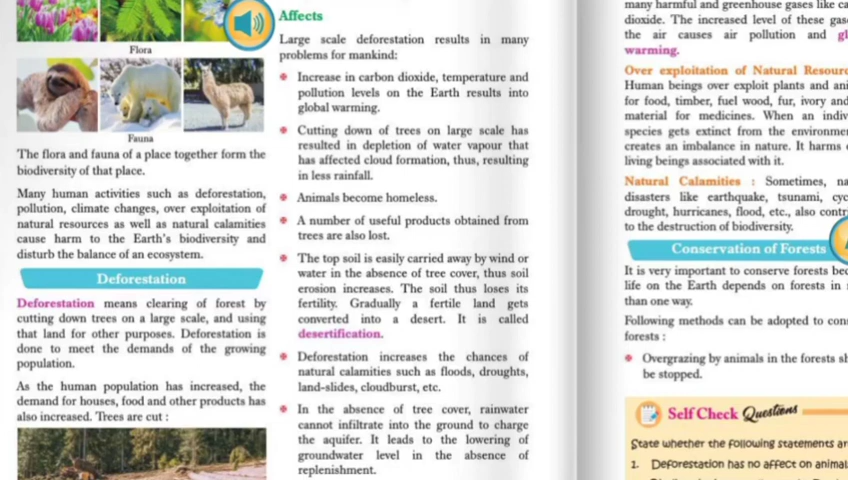 Flora
Fauna
The flora and fauna of a place together form the
biodiversity of that place.
Many human activities such as deforestation,
pollution, climate changes, over exploitation of
natural resources as well as natural calamities
cause harm to the Earth's biodiversity and
disturb the balance of an ecosystem.
Deforestation
Deforestation means clearing of forest by
cutting down trees on a large scale, and using
that land for other purposes. Deforestation is
done to meet the demands of the growing
population.
As the human population has increased, the
demand for houses, food and other products has
also increased. Trees are cut :
Affects
Large scale deforestation results in many
problems for mankind:
Increase in carbon dioxide, temperature and
pollution levels on the Earth results into
global warming.
Cutting down of trees on large scale has
resulted in depletion of water vapour that
has affected cloud formation, thus, resulting
in less rainfall.
Animals become homeless.
A number of useful products obtained from
trees are also lost.
The top soil is easily carried away by wind or
water in the absence of tree cover, thus soil
erosion increases. The soil thus loses its
fertility. Gradually a fertile land gets
converted into a desert. It is called
desertification.
Deforestation increases the chances of
natural calamities such as floods, droughts,
land-slides, cloudburst, etc.
In the absence of tree cover, rainwater
cannot infiltrate into the ground to charge
the aquifer. It leads to the lowering of
groundwater level in the absence of
replenishment.
many harmful and greenhouse gases like
dioxide. The increased level of these
the air causes air pollution and
warming.
Over exploitation of Natural
Human beings over exploit plants and
for food, timber, fuel wood, fur, ivory and
material for medicines. When an
species gets extinct from the
creates an imbalance in nature. It harms
living beings associated with it.
Natural Calamities : Sometimes,
disasters like earthquake, tsunami,
drought, hurricanes, flood, etc., also
to the destruction of biodiversity.
Conservation of Forests
It is very important to conserve forests
life on the Earth depends on forests in
than one way.
Following methods can be adopted to
forests :
Overgrazing by animals in the forests
be stopped.
Self Check Questions
State whether the following statements
1. Deforestation has no affect on